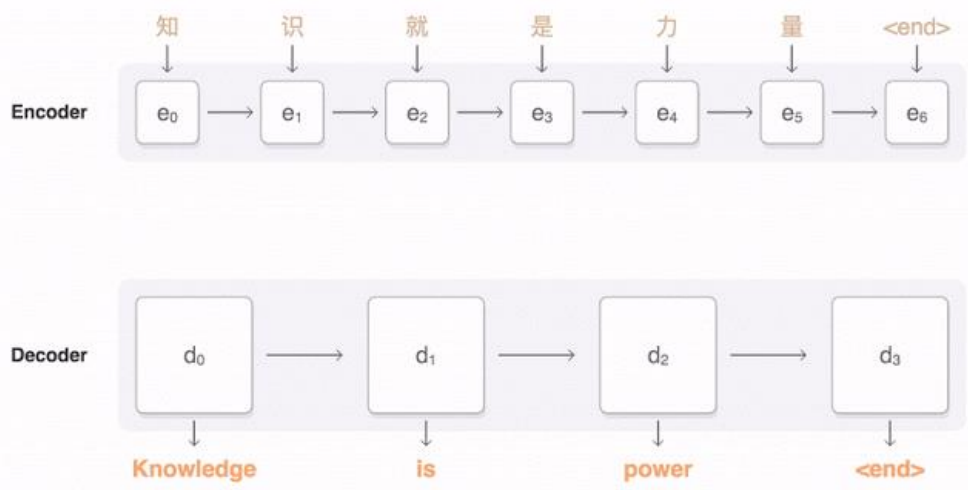 知 识 就 是 力 量 <end>
Encoder e₀ e₁ e₂ e₃ e₄ e₅ e₆
Decoder d₀ d₁ d₂ d₃
Knowledge is power <end>